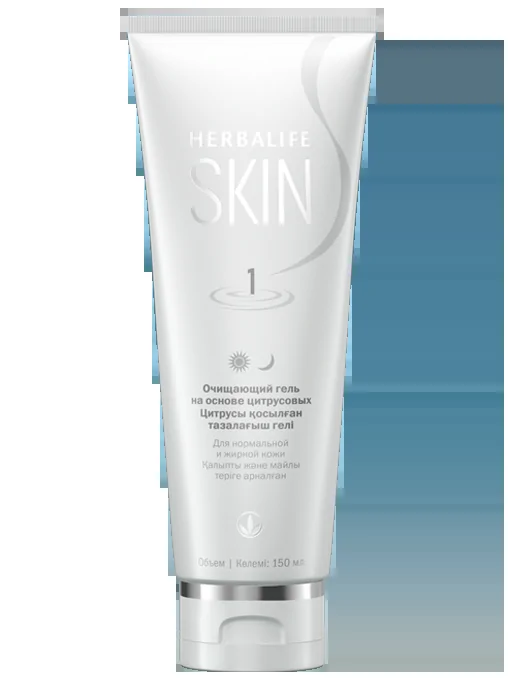 HERBALIFE
SKIN
1
Очищающий гель
на основе цитрусовых
Цитрусы қосылған
тазалағыш гелі
Для нормальной
и жирной кожи
Қалыпты және майлы
теріге арналған
Объем | Көлемі: 150 мл